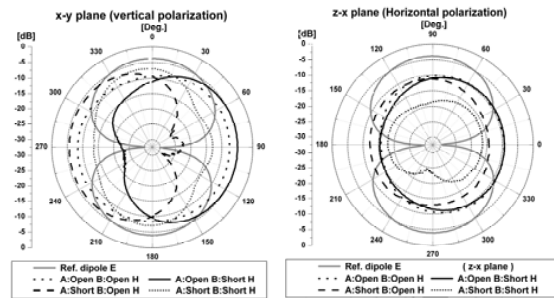 x-y plane (vertical polarization)
[Deg.]
[dB]
0
-5
-10
-15
-20
-25
-30
-25
-20
-15
-10
-5
0
0
30
60
90
120
150
180
210
240
270
300
330
Ref. dipole E
A:Open B:Open H
A:Open B:Short H
A:Short B:Open H
A:Short B:Short H
z-x plane (Horizontal polarization)
[Deg.]
[dB]
0
-5
-10
-15
-20
-25
-30
-25
-20
-15
-10
-5
0
90
60
30
0
330
300
270
240
210
180
150
120
Ref. dipole E
( z-x plane )
A:Open B:Open H
A:Open B:Short H
A:Short B:Open H
A:Short B:Short H